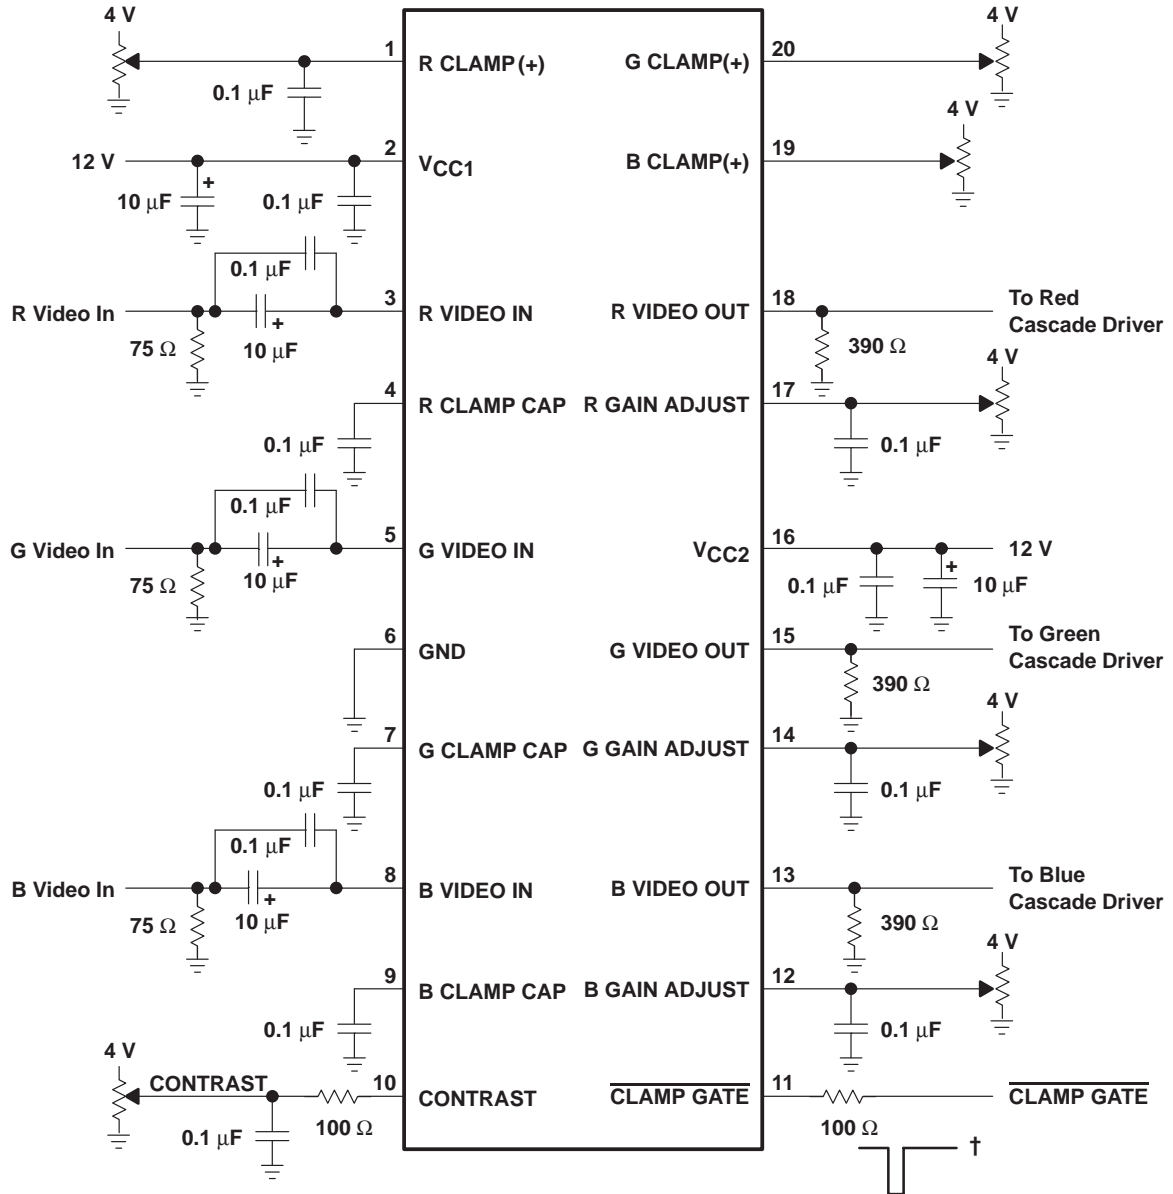 4 V
1
R CLAMP(+)
0.1 µF
12 V
2
VCC1
10 µF
+
0.1 µF
0.1 µF
R Video In
3
R VIDEO IN
75 Ω
+
10 µF
4
R CLAMP CAP
0.1 µF
0.1 µF
G Video In
5
G VIDEO IN
75 Ω
+
10 µF
6
GND
7
G CLAMP CAP
0.1 µF
0.1 µF
B Video In
8
B VIDEO IN
75 Ω
+
10 µF
9
B CLAMP CAP
0.1 µF
4 V
CONTRAST
10
CONTRAST
0.1 µF
100 Ω
4 V
G CLAMP(+)
20
4 V
B CLAMP(+)
19
R VIDEO OUT
18
To Red
Cascade Driver
390 Ω
4 V
R GAIN ADJUST
17
0.1 µF
VCC2
16
12 V
0.1 µF
+
10 µF
G VIDEO OUT
15
To Green
Cascade Driver
390 Ω
4 V
G GAIN ADJUST
14
0.1 µF
B VIDEO OUT
13
To Blue
Cascade Driver
390 Ω
4 V
B GAIN ADJUST
12
0.1 µF
CLAMP GATE
11
CLAMP GATE
100 Ω
†